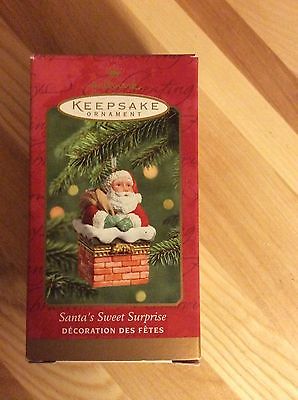 KEEPSAKE
ORNAMENT
Santa's Sweet Surprise
DÉCORATION DES FÊTES